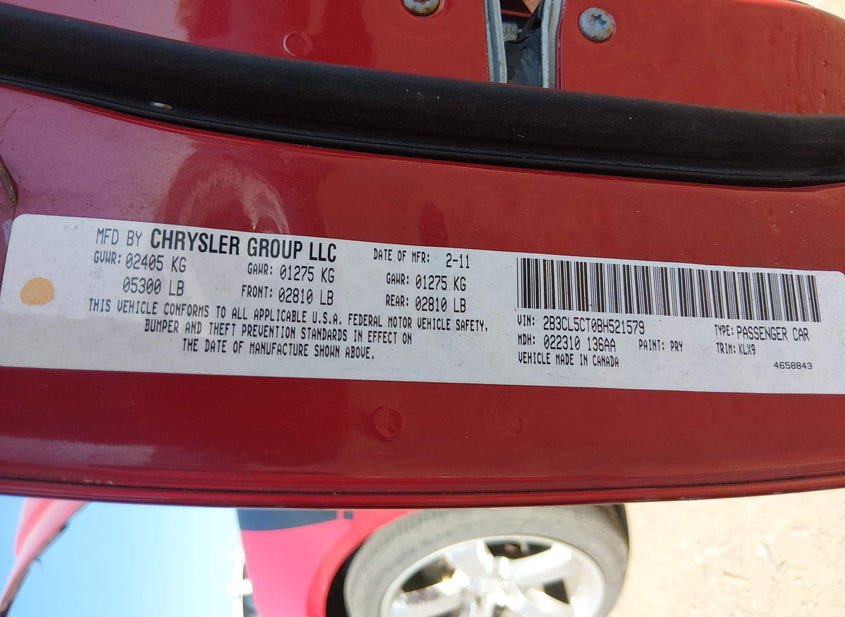 MFD BY CHRYSLER GROUP LLC DATE OF MFR: 2-11
GVWR: 02405 KG GAWR: 01275 KG GAWR: 01275 KG
05300 LB FRONT: 02810 LB REAR: 02810 LB
THIS VEHICLE CONFORMS TO ALL APPLICABLE U.S.A. FEDERAL MOTOR VEHICLE SAFETY,
BUMPER AND THEFT PREVENTION STANDARDS IN EFFECT ON
THE DATE OF MANUFACTURE SHOWN ABOVE.
VIN: 2B3CL5CT0BH521579 TYPE: PASSENGER CAR
MDH: 022310 136AA PAINT: PRY TRIM: KLX9
VEHICLE MADE IN CANADA 4658843